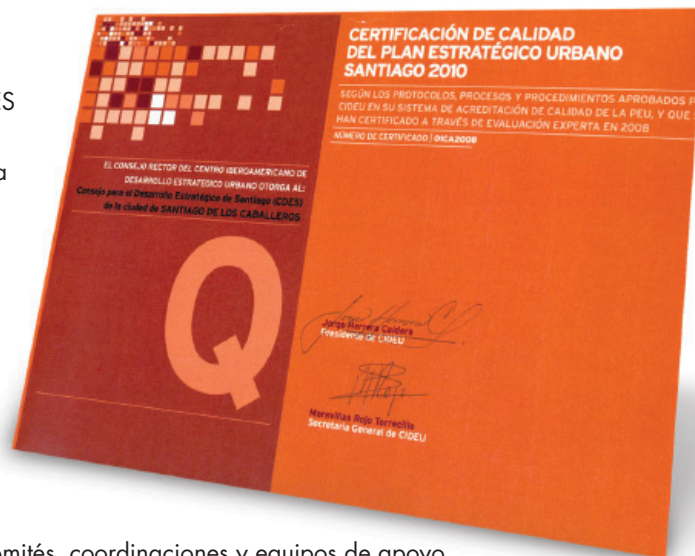 ES
a
CERTIFICACIÓN DE CALIDAD
DEL PLAN ESTRATÉGICO URBANO
SANTIAGO 2010
SEGÚN LOS PROTOCOLOS, PROCESOS Y PROCEDIMIENTOS APROBADOS P
CIDEU EN SU SISTEMA DE ACREDITACIÓN DE CALIDAD DE LA PEU, Y QUE
HAN CERTIFICADO A TRAVÉS DE EVALUACIÓN EXPERTA EN 2008
NÚMERO DE CERTIFICADO | 01CA2008
EL CONSEJO RECTOR DEL CENTRO IBEROAMERICANO DE
DESARROLLO ESTRATÉGICO URBANO OTORGA AL:
Consejo para el Desarrollo Estratégico de Santiago (CDES)
de la ciudad de SANTIAGO DE LOS CABALLEROS
Q
Jorge Herrera Caldera
Presidente de CIDEU
Maravillas Rojo Torrecilla
Secretaria General de CIDEU
omités, coordinaciones y equipos de apoyo